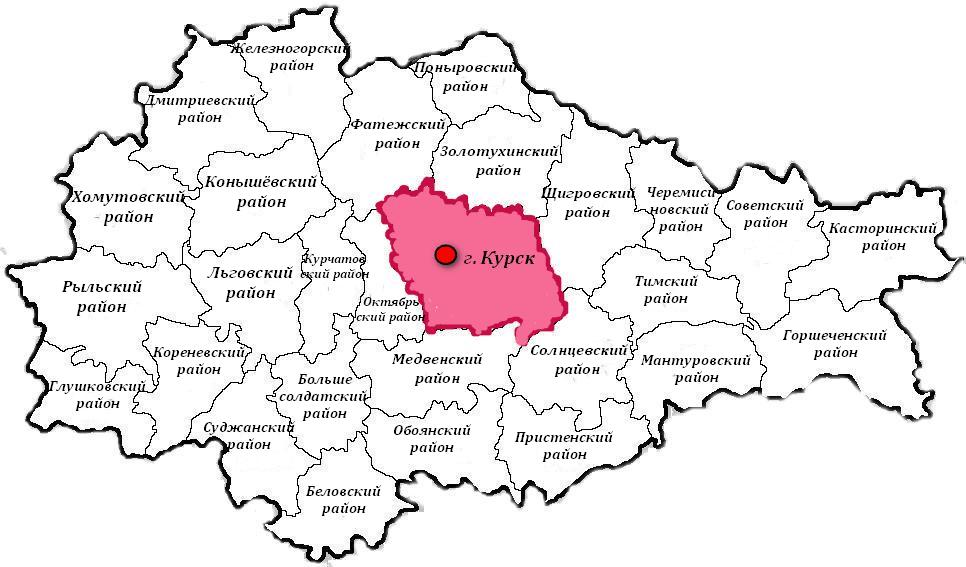 Железногорский
район
Поныровский
район
Дмитриевский
район
Фатежский
район
Золотухинский
район
Хомутовский
район
Конышёвский
район
Щигровский
район
Черемиси
новский
район
Советский
район
Касторинский
район
Курчатов
ский район
г. Курск
Рыльский
район
Льговский
район
Октябрь
ский район
Тимский
район
Горшеченский
район
Кореневский
район
Медвенский
район
Солнцевский
район
Мантуровский
район
Глушковский
район
Больше
солдатский
район
Суджанский
район
Обоянский
район
Пристенский
район
Беловский
район